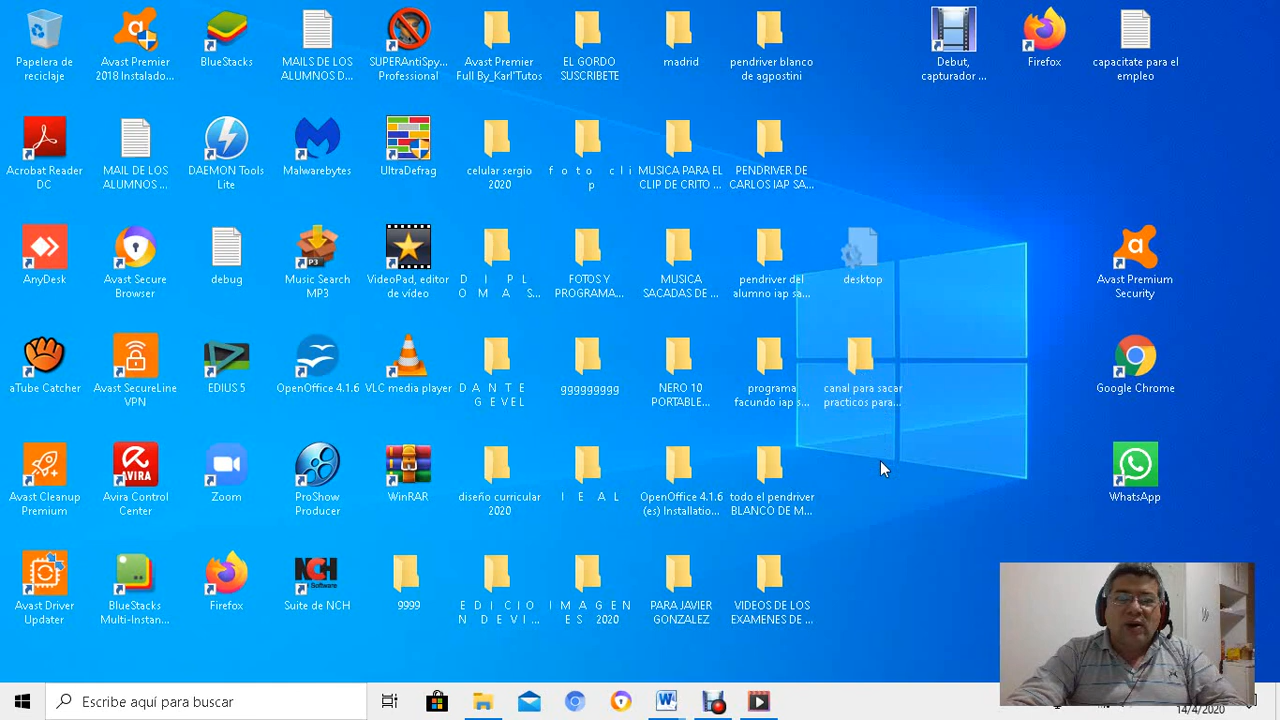 Papelera de
reciclaje
Avast Premier
2018 Instalado...
BlueStacks
MAILS DE LOS
ALUMNOS D...
SUPERAntiSpy...
Professional
Avast Premier
Full By_Karl'Tutos
EL GORDO
SUSCRIBETE
madrid
pendriver blanco
de agpostini
Debut,
capturador ...
Firefox
capacitate para el
empleo
Acrobat Reader
DC
MAIL DE LOS
ALUMNOS ...
DAEMON Tools
Lite
Malwarebytes
UltraDefrag
celular sergio
2020
f o t o c l i
p
MUSICA PARA EL
CLIP DE CRITO ...
PENDRIVER DE
CARLOS IAP SA...
AnyDesk
Avast Secure
Browser
debug
Music Search
MP3
VideoPad, editor
de vídeo
D I P L
O M A S...
FOTOS Y
PROGRAMA...
MUSICA
SACADAS DE ...
pendriver del
alumno iap sa...
desktop
Avast Premium
Security
aTube Catcher
Avast SecureLine
VPN
EDIUS 5
OpenOffice 4.1.6
VLC media player
D A N T E
G E V E L
ggggggggg
NERO 10
PORTABLE...
programa
facundo iap s...
canal para sacar
practicos para...
Google Chrome
Avast Cleanup
Premium
Avira Control
Center
Zoom
ProShow
Producer
WinRAR
diseño curricular
2020
I E A L
OpenOffice 4.1.6
(es) Installatio...
todo el pendriver
BLANCO DE M...
WhatsApp
Avast Driver
Updater
BlueStacks
Multi-Instan...
Firefox
NCH
Software
Suite de NCH
9999
E D I C I O
N D E V I ...
I M A G E N
E S 2020
PARA JAVIER
GONZALEZ
VIDEOS DE LOS
EXAMENES DE ...
Escribe aquí para buscar
14/4/2020